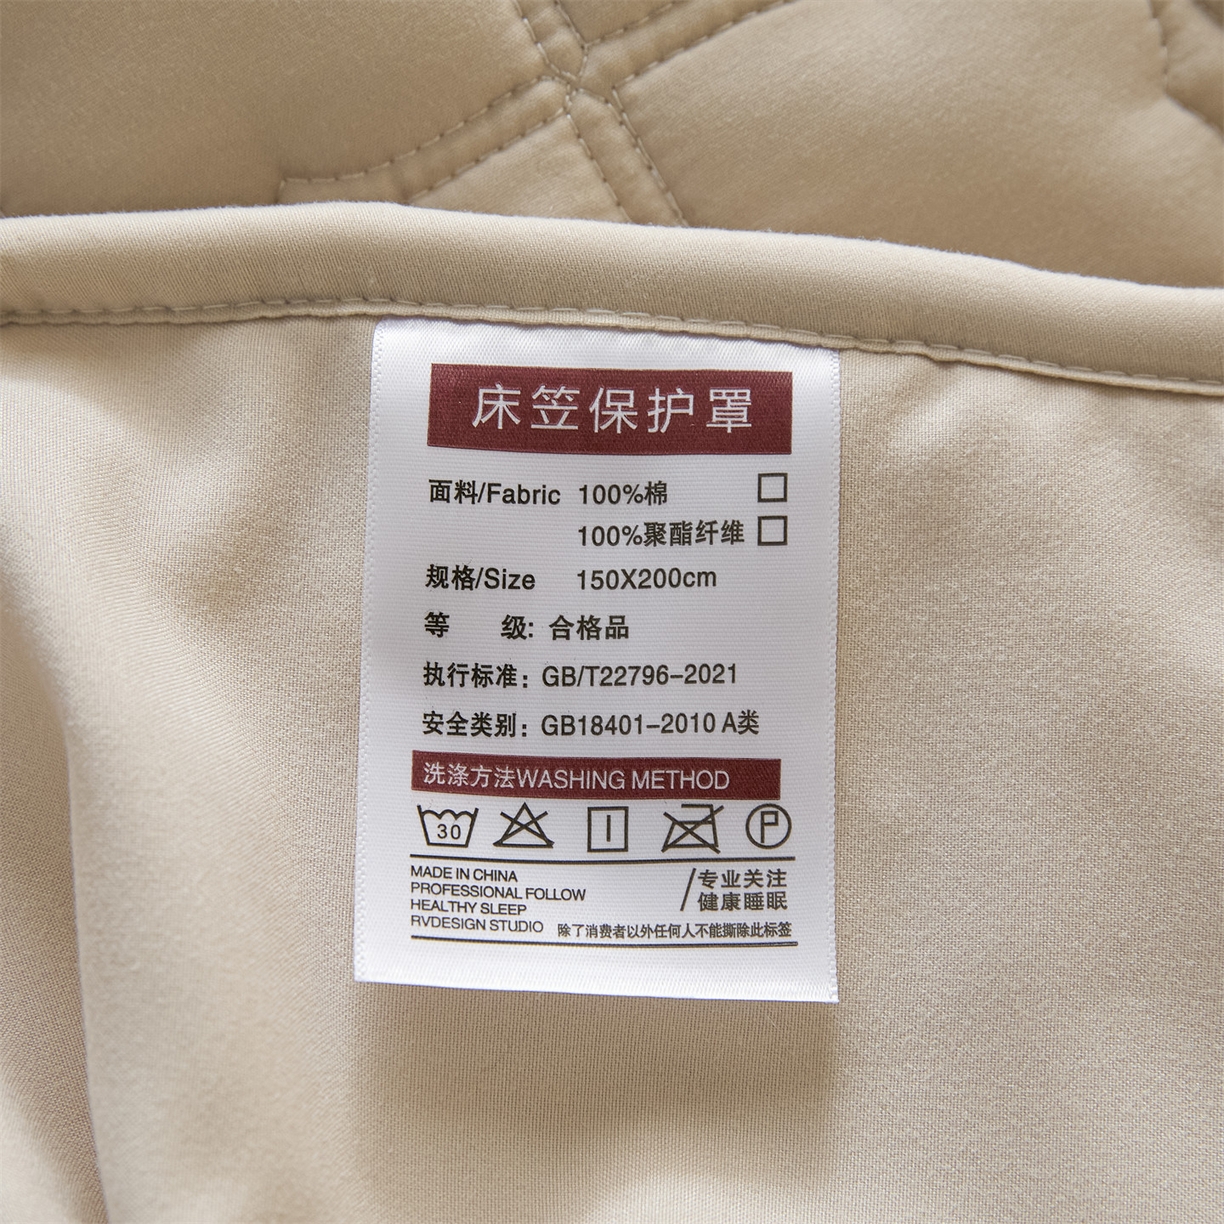 床笠保护罩
面料/Fabric 100%棉 □
100%聚酯纤维 □
规格/Size 150X200cm
等 级: 合格品
执行标准: GB/T22796-2021
安全类别: GB18401-2010 A类
洗涤方法WASHING METHOD
30
P
MADE IN CHINA
PROFESSIONAL FOLLOW
HEALTHY SLEEP
RVDESIGN STUDIO
/专业关注
健康睡眠
除了消费者以外任何人不能撕除此标签